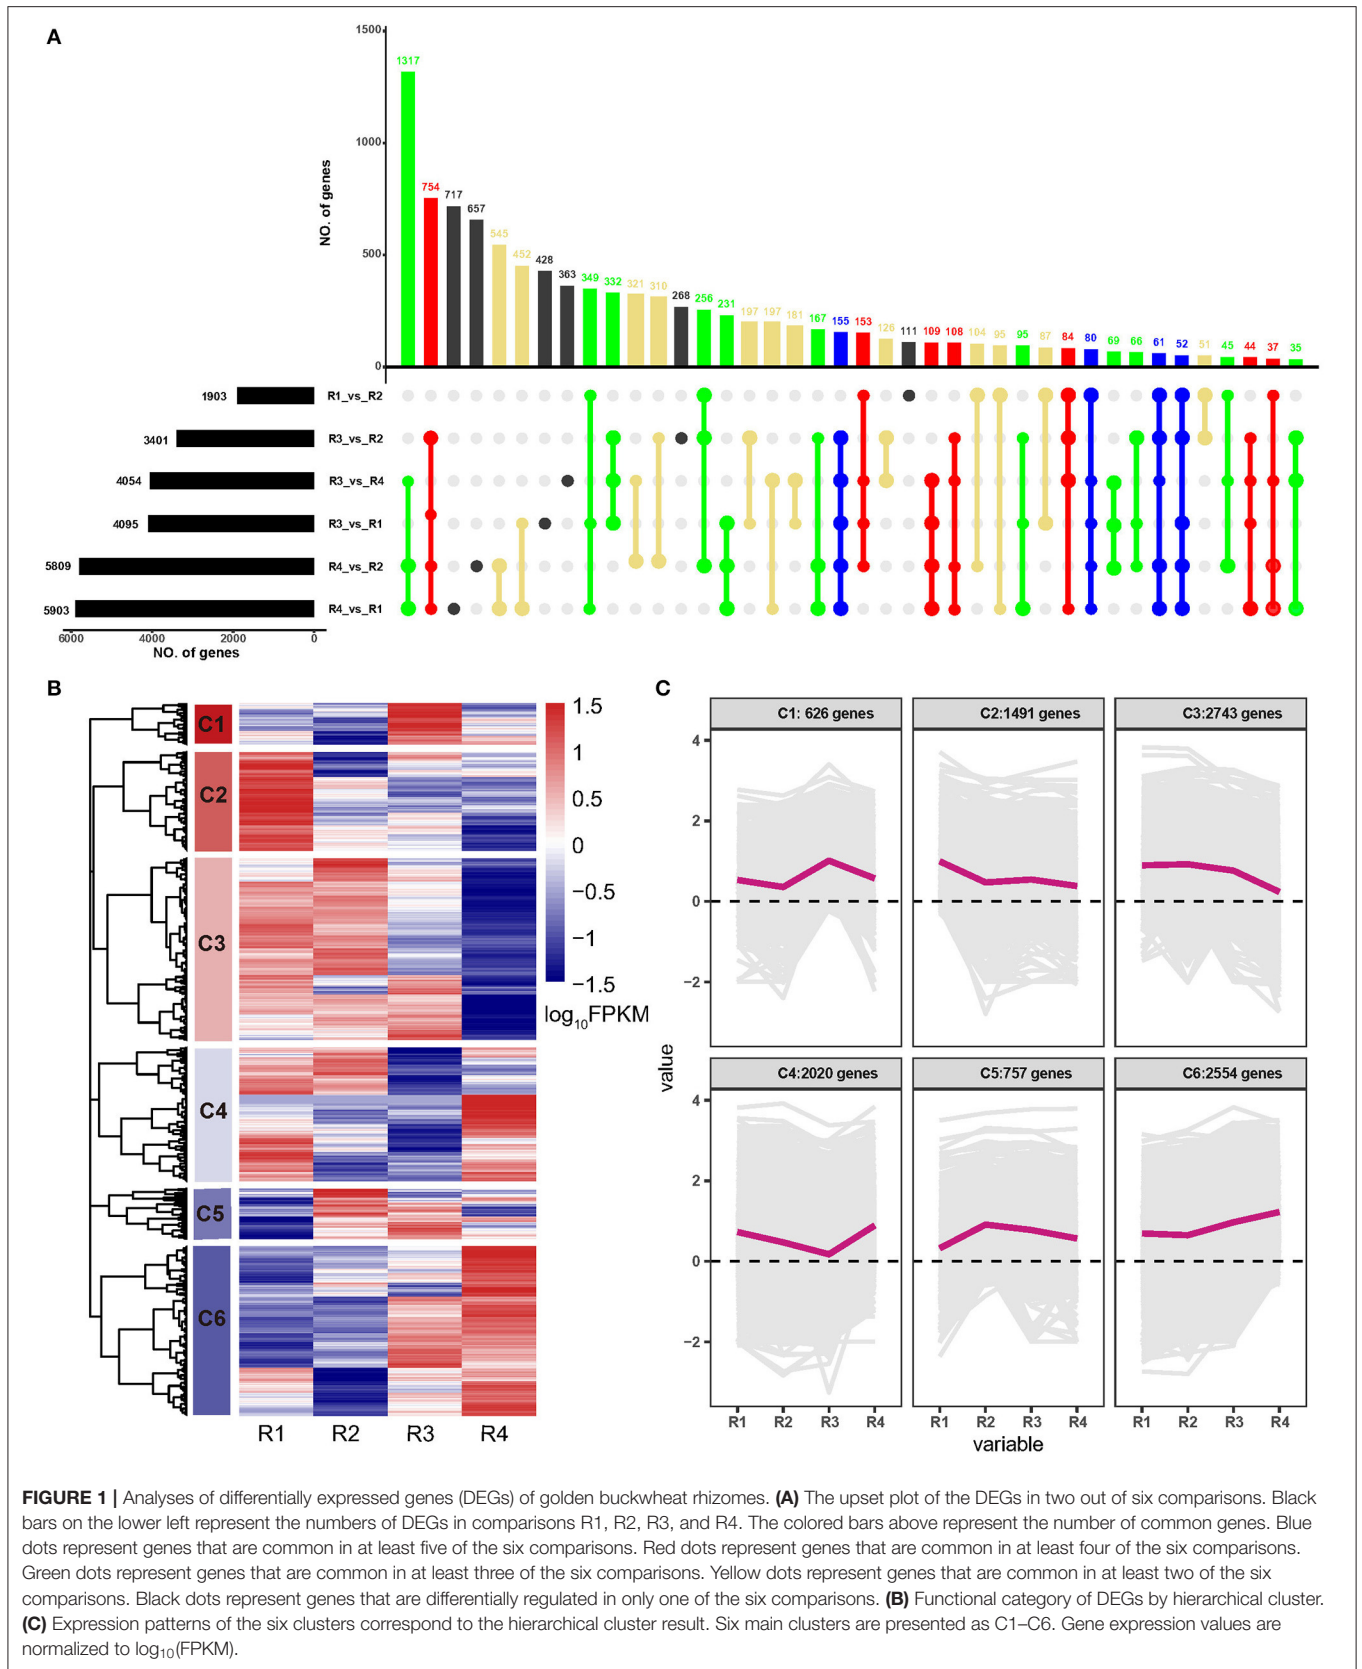 A
1500
1000
500
0
NO. of genes
1317
754
717
657
545
452
428
363
349
332
321
310
268
256
231
197
197
181
167
155
153
126
111
109
108
104
95
95
87
84
80
69
66
61
52
51
45
44
37
35
1903 R1_vs_R2
3401 R3_vs_R2
4054 R3_vs_R4
4095 R3_vs_R1
5809 R4_vs_R2
5903 R4_vs_R1
6000 4000 2000 0
NO. of genes
B
C1
C2
C3
C4
C5
C6
R1 R2 R3 R4
1.5
1
0.5
0
−0.5
−1
−1.5
log10FPKM
C
C1: 626 genes C2:1491 genes C3:2743 genes
4
2
0
−2
value
C4:2020 genes C5:757 genes C6:2554 genes
4
2
0
−2
R1 R2 R3 R4 R1 R2 R3 R4 R1 R2 R3 R4
variable
FIGURE 1 | Analyses of differentially expressed genes (DEGs) of golden buckwheat rhizomes. (A) The upset plot of the DEGs in two out of six comparisons. Black
bars on the lower left represent the numbers of DEGs in comparisons R1, R2, R3, and R4. The colored bars above represent the number of common genes. Blue
dots represent genes that are common in at least five of the six comparisons. Red dots represent genes that are common in at least four of the six comparisons.
Green dots represent genes that are common in at least three of the six comparisons. Yellow dots represent genes that are common in at least two of the six
comparisons. Black dots represent genes that are differentially regulated in only one of the six comparisons. (B) Functional category of DEGs by hierarchical cluster.
(C) Expression patterns of the six clusters correspond to the hierarchical cluster result. Six main clusters are presented as C1–C6. Gene expression values are
normalized to log10(FPKM).